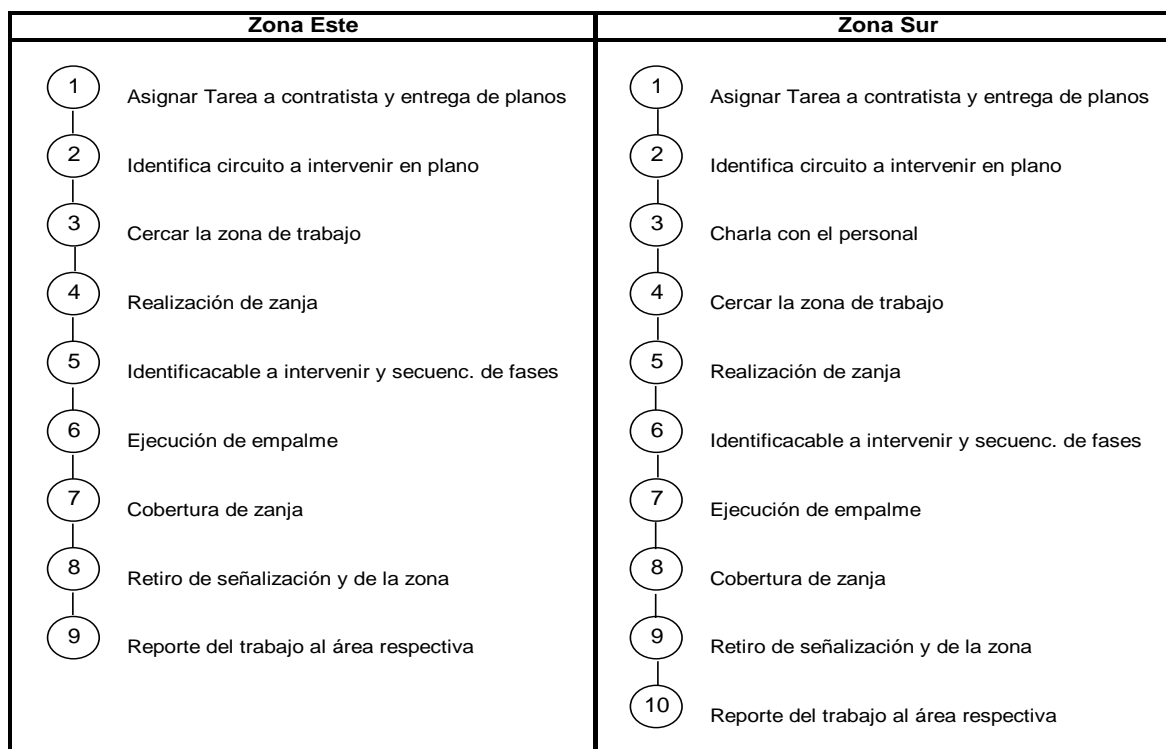 Zona Este
1 Asignar Tarea a contratista y entrega de planos
2 Identifica circuito a intervenir en plano
3 Cercar la zona de trabajo
4 Realización de zanja
5 Identificacable a intervenir y secuenc. de fases
6 Ejecución de empalme
7 Cobertura de zanja
8 Retiro de señalización y de la zona
9 Reporte del trabajo al área respectiva
Zona Sur
1 Asignar Tarea a contratista y entrega de planos
2 Identifica circuito a intervenir en plano
3 Charla con el personal
4 Cercar la zona de trabajo
5 Realización de zanja
6 Identificacable a intervenir y secuenc. de fases
7 Ejecución de empalme
8 Cobertura de zanja
9 Retiro de señalización y de la zona
10 Reporte del trabajo al área respectiva